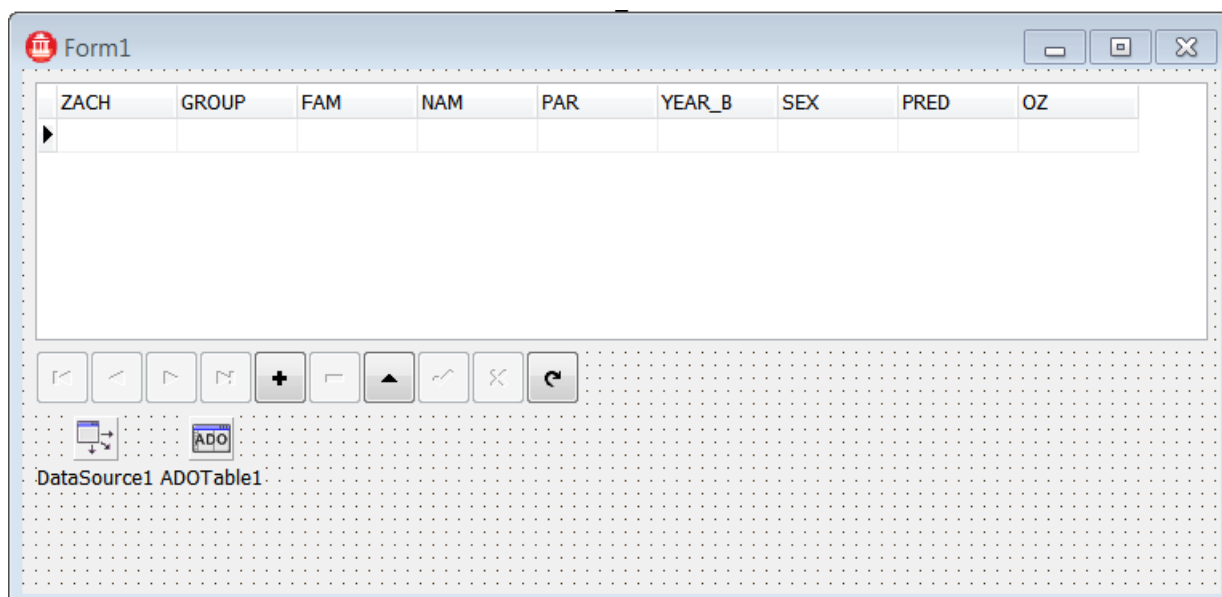 Form1
ZACH GROUP FAM NAM PAR YEAR_B SEX PRED OZ
ADO
DataSource1 ADOTable1